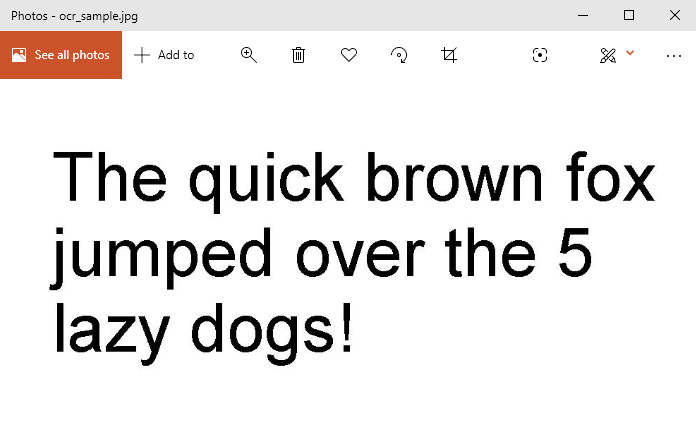 Photos - ocr_sample.jpg
See all photos
Add to
The quick brown fox
jumped over the 5
lazy dogs!